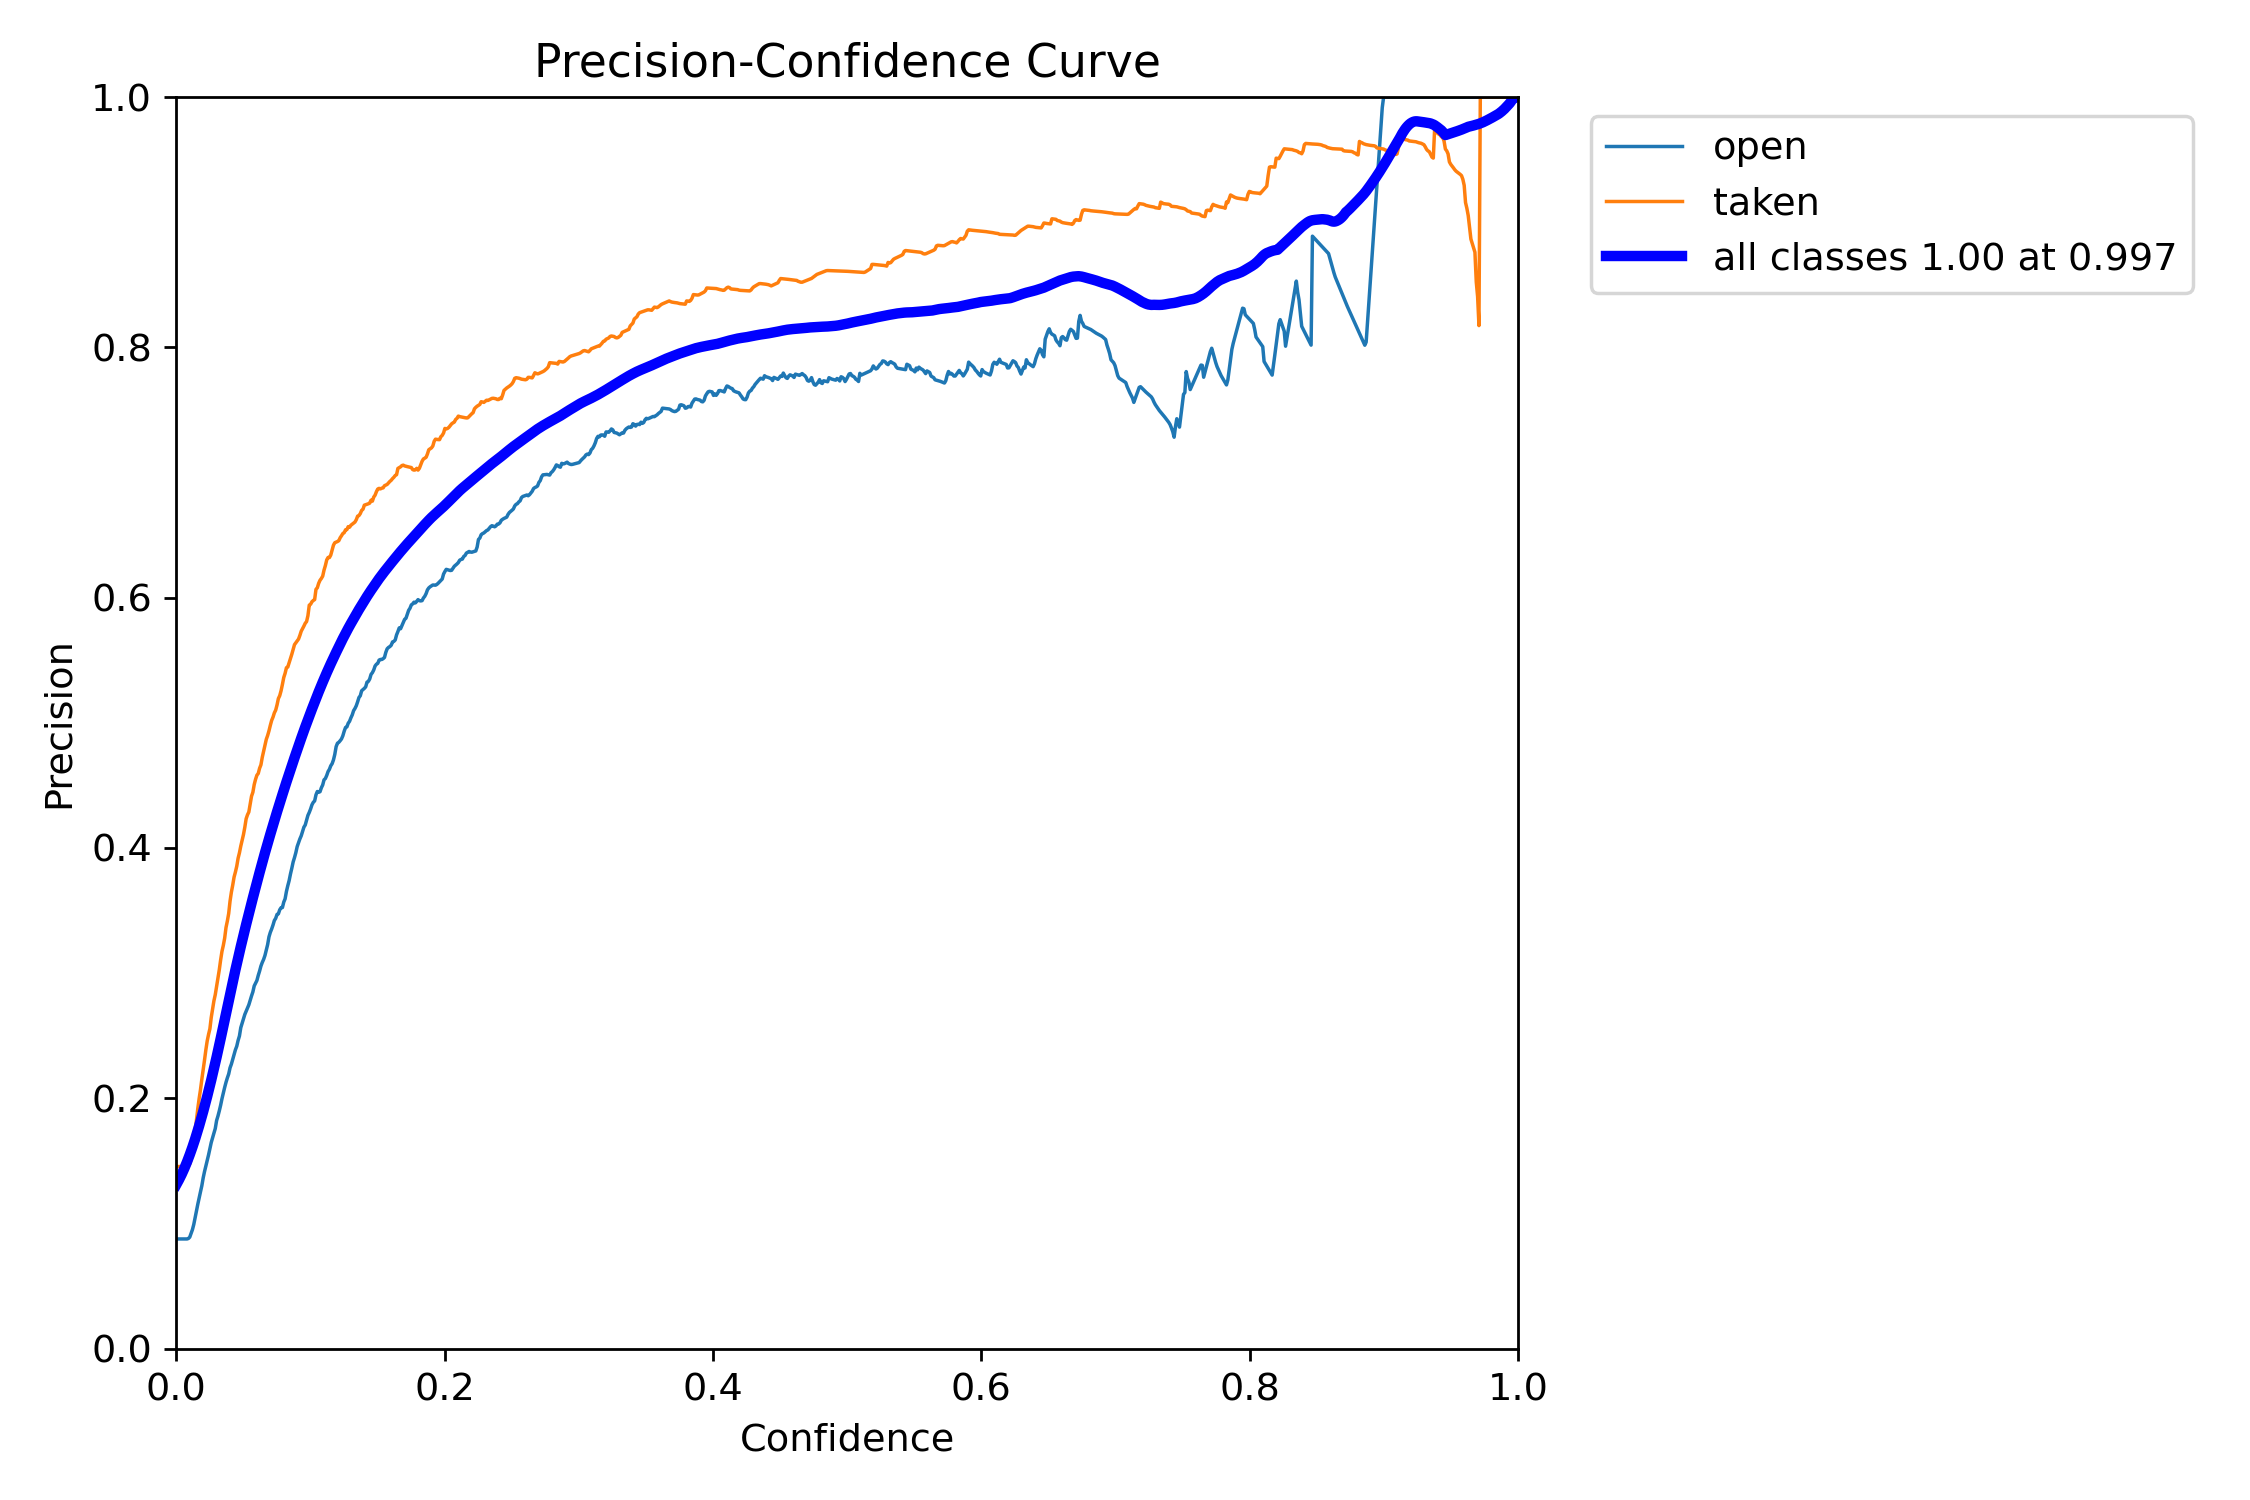 Precision-Confidence Curve
1.0
0.8
0.6
0.4
0.2
0.0
Precision
0.0 0.2 0.4 0.6 0.8 1.0
Confidence
open
taken
all classes 1.00 at 0.997